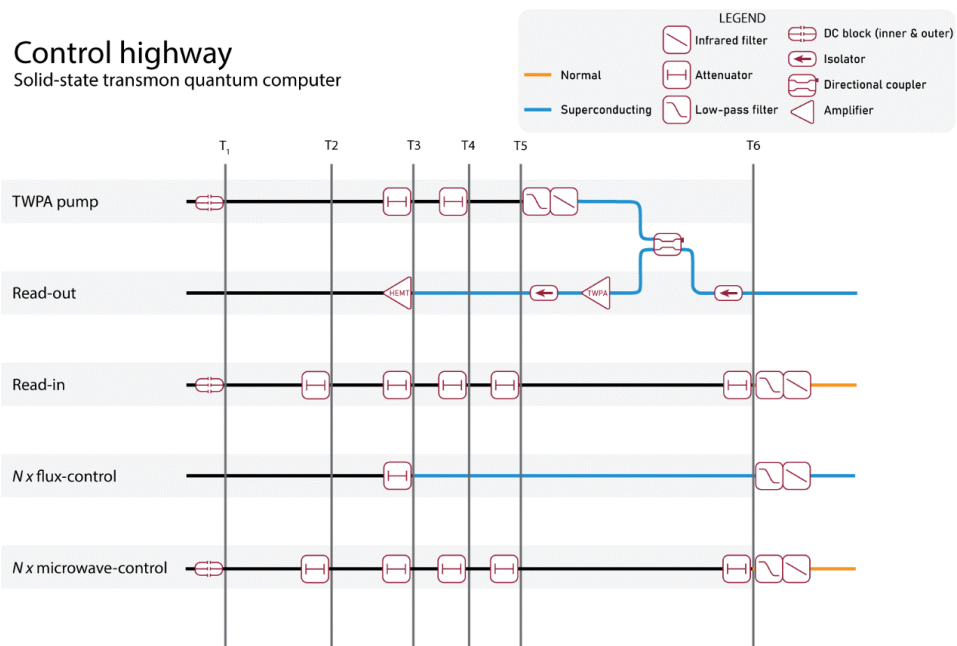 Control highway
Solid-state transmon quantum computer
LEGEND
Normal
Superconducting
Infrared filter
Attenuator
Low-pass filter
DC block (inner & outer)
Isolator
Directional coupler
Amplifier
T1 T2 T3 T4 T5 T6
TWPA pump
Read-out
HEMT
TWPA
Read-in
N x flux-control
N x microwave-control